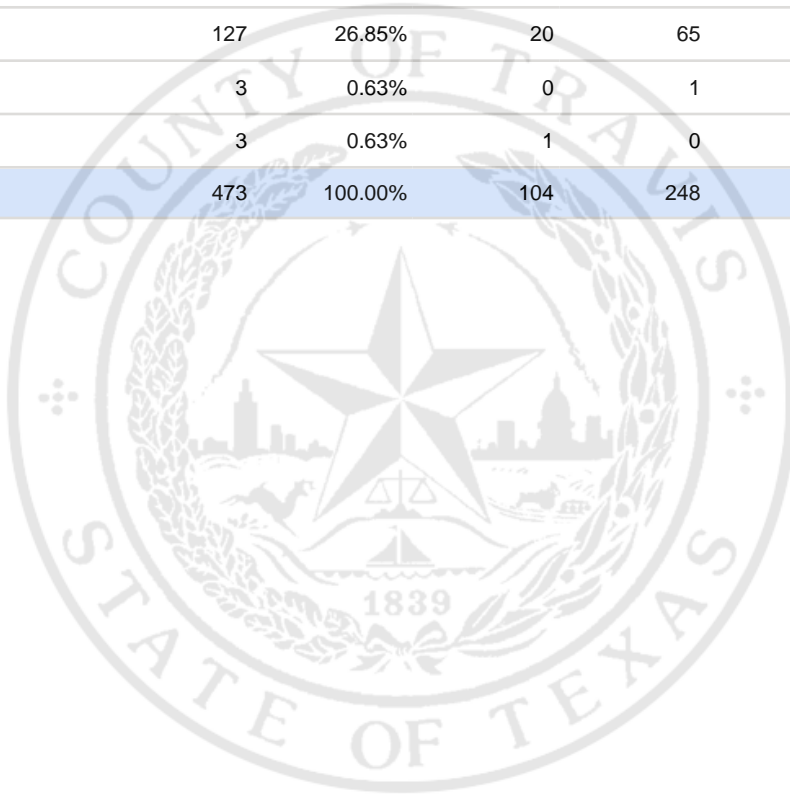 127 26.85% 20 65
3 0.63% 0 1
3 0.63% 1 0
473 100.00% 104 248
COUNTY OF TRAVIS
1839
STATE OF TEXAS